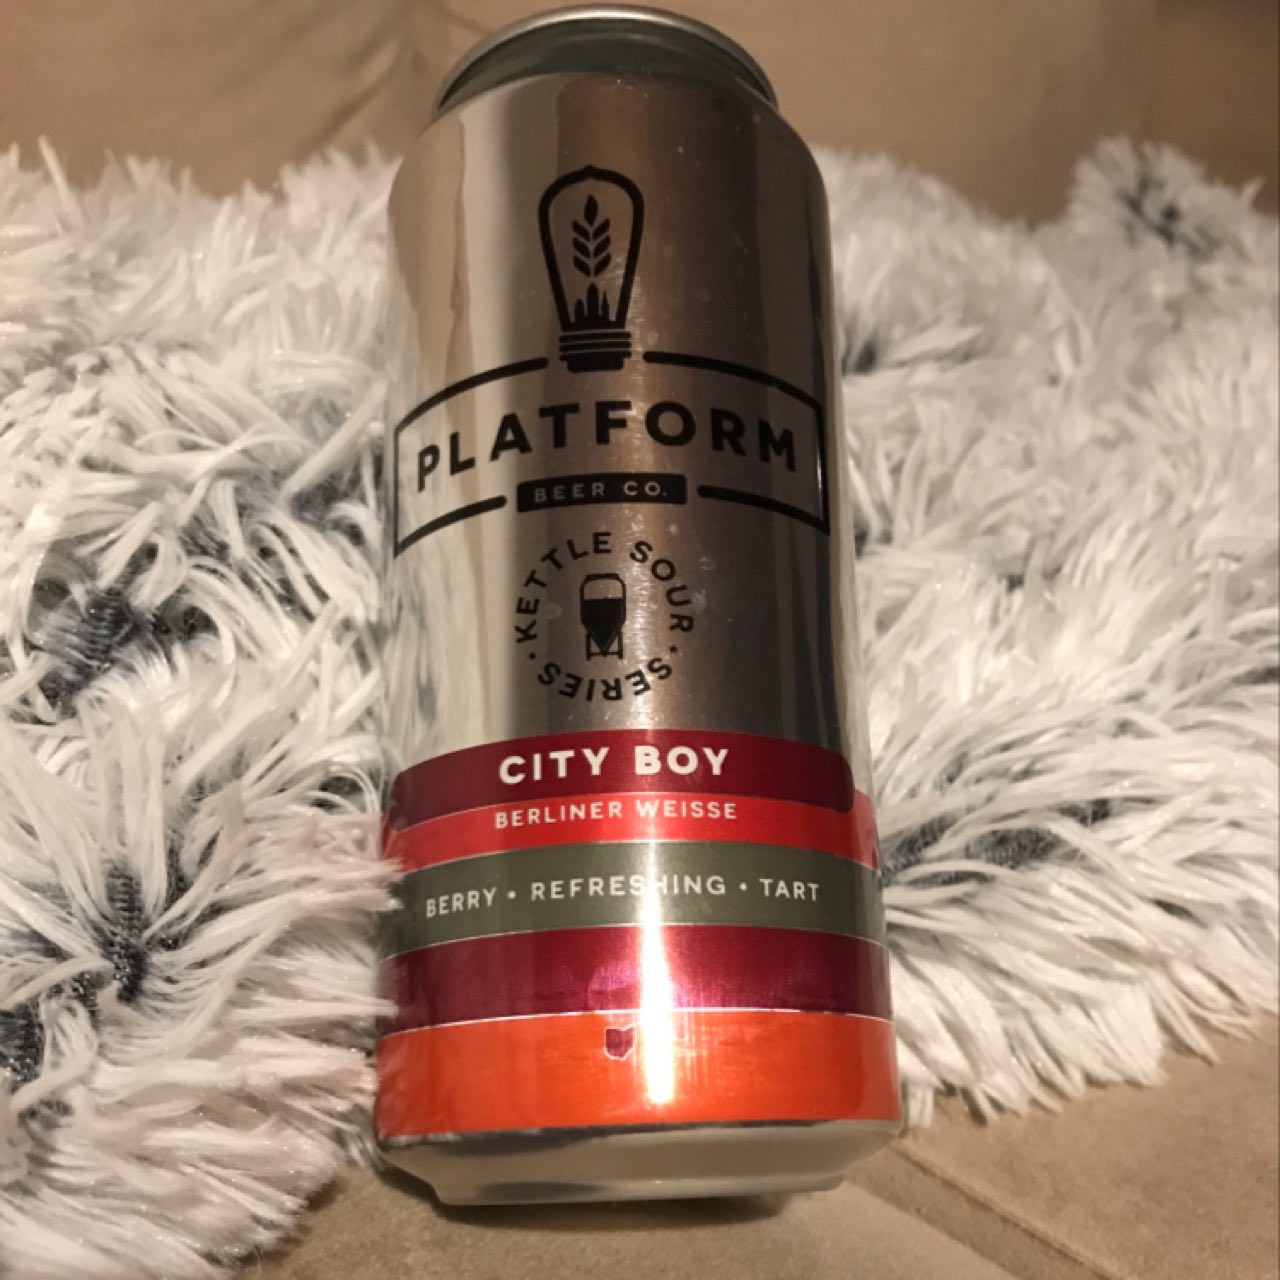 PLATFORM
BEER CO.
KETTLE SOUR
SERIES
CITY BOY
BERLINER WEISSE
BERRY • REFRESHING • TART